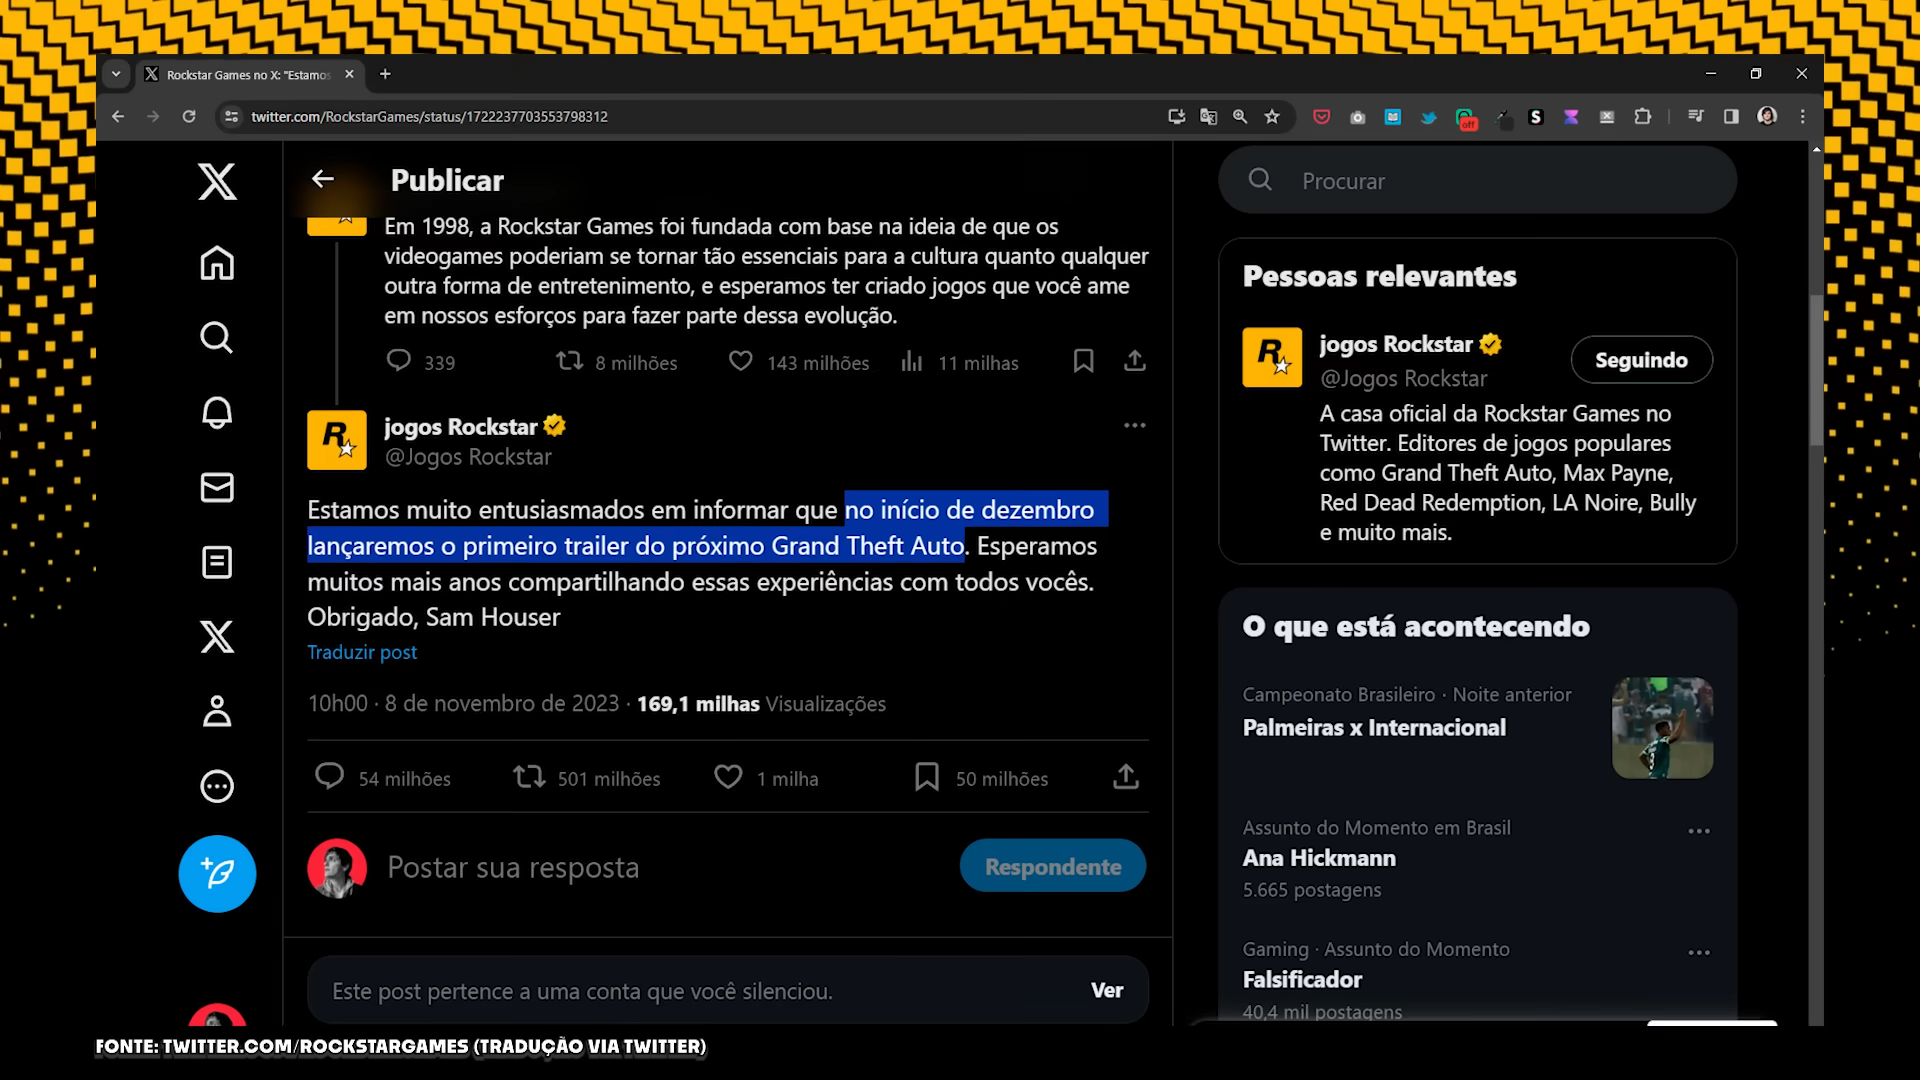 Rockstar Games no X: "Estamos
twitter.com/RockstarGames/status/1722237703553798312
off
S
Publicar
Em 1998, a Rockstar Games foi fundada com base na ideia de que os
videogames poderiam se tornar tão essenciais para a cultura quanto qualquer
outra forma de entretenimento, e esperamos ter criado jogos que você ame
em nossos esforços para fazer parte dessa evolução.
339
8 milhões
143 milhões
11 milhas
R
jogos Rockstar
@Jogos Rockstar
Estamos muito entusiasmados em informar que no início de dezembro
lançaremos o primeiro trailer do próximo Grand Theft Auto. Esperamos
muitos mais anos compartilhando essas experiências com todos vocês.
Obrigado, Sam Houser
Traduzir post
10h00 · 8 de novembro de 2023 · 169,1 milhas Visualizações
54 milhões
501 milhões
1 milha
50 milhões
Postar sua resposta
Respondente
Este post pertence a uma conta que você silenciou.
Ver
Procurar
Pessoas relevantes
R
jogos Rockstar
@Jogos Rockstar
Seguindo
A casa oficial da Rockstar Games no
Twitter. Editores de jogos populares
como Grand Theft Auto, Max Payne,
Red Dead Redemption, LA Noire, Bully
e muito mais.
O que está acontecendo
Campeonato Brasileiro · Noite anterior
Palmeiras x Internacional
Assunto do Momento em Brasil
Ana Hickmann
5.665 postagens
Gaming · Assunto do Momento
Falsificador
40,4 mil postagens
FONTE: TWITTER.COM/ROCKSTARGAMES (TRADUÇÃO VIA TWITTER)